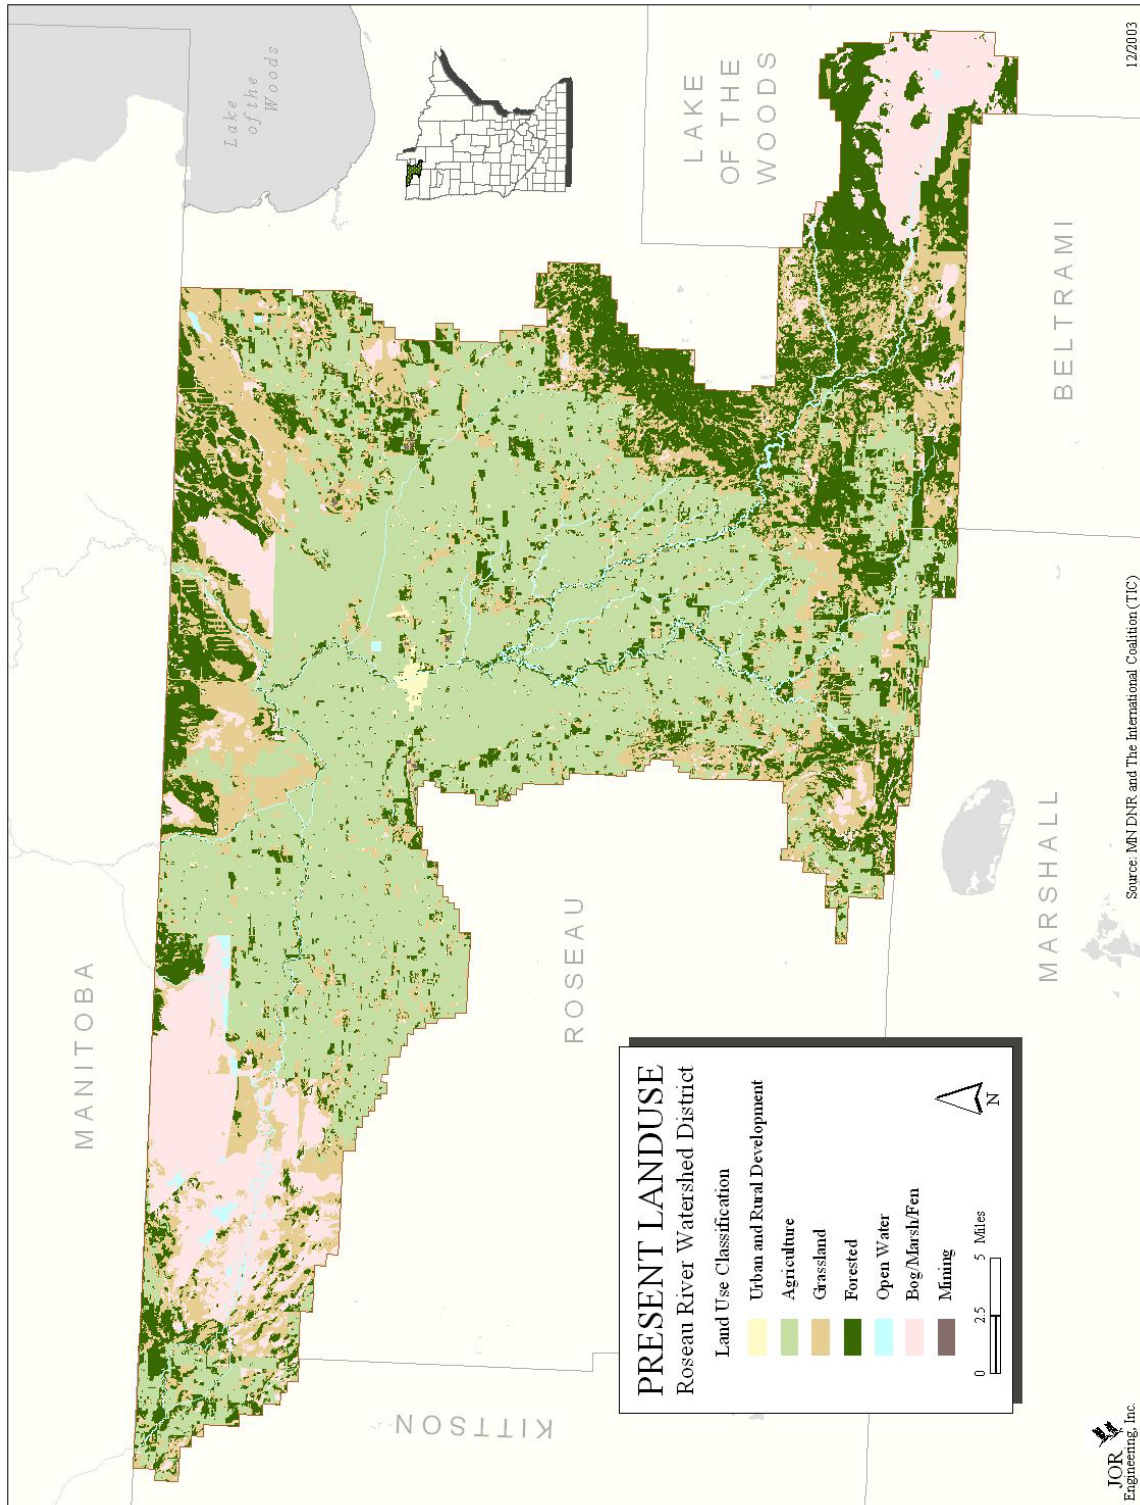 MANITOBA
Lake
of the
Woods
LAKE
OF THE
WOODS
ROSEAU
KITTSON
MARSHALL
BELTRAMI
PRESENT LANDUSE
Roseau River Watershed District
Land Use Classification
Urban and Rural Development
Agriculture
Grassland
Forested
Open Water
Bog/Marsh/Fen
Mining
0 2.5 5 Miles
N
JOR
Engineering, Inc.
Source: MN DNR and The International Coalition (TIC)
12/2003